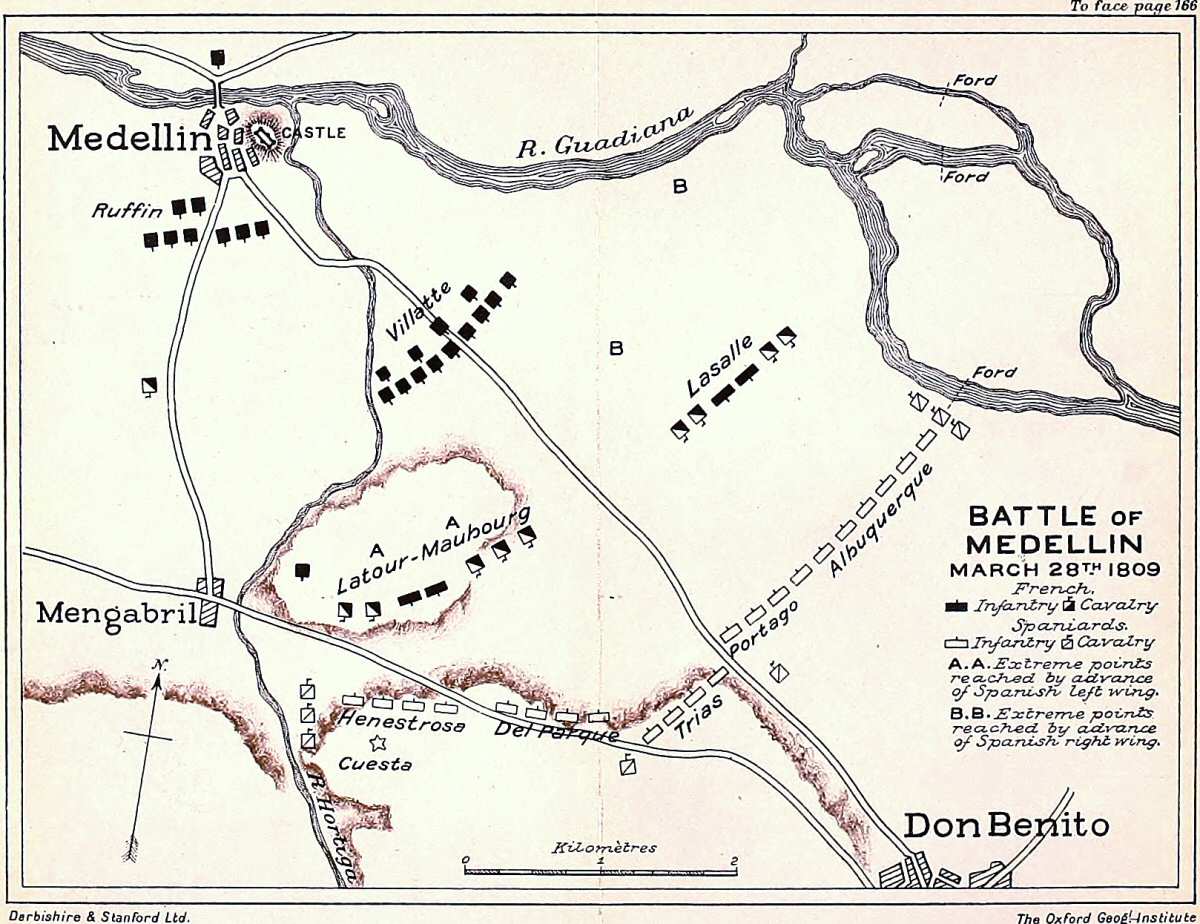 To face page 166
Ford
Medellin
CASTLE
R. Guadiana
Ford
B
Ruffin
Villatte
B
Lasalle
Ford
Albuquerque
A
A
Latour-Maubourg
BATTLE OF
MEDELLIN
MARCH 28TH 1809
French.
Infantry Cavalry
Spaniards.
Infantry Cavalry
A.A. Extreme points
reached by advance
of Spanish left wing.
B.B. Extreme points
reached by advance
of Spanish right wing.
Mengabril
Portago
N.
Henestrosa
Del Parque
Trias
Cuesta
R. Hortiga
Don Benito
Kilomètres
0 1 2
Darbishire & Stanford Ltd.
The Oxford Geogl. Institute